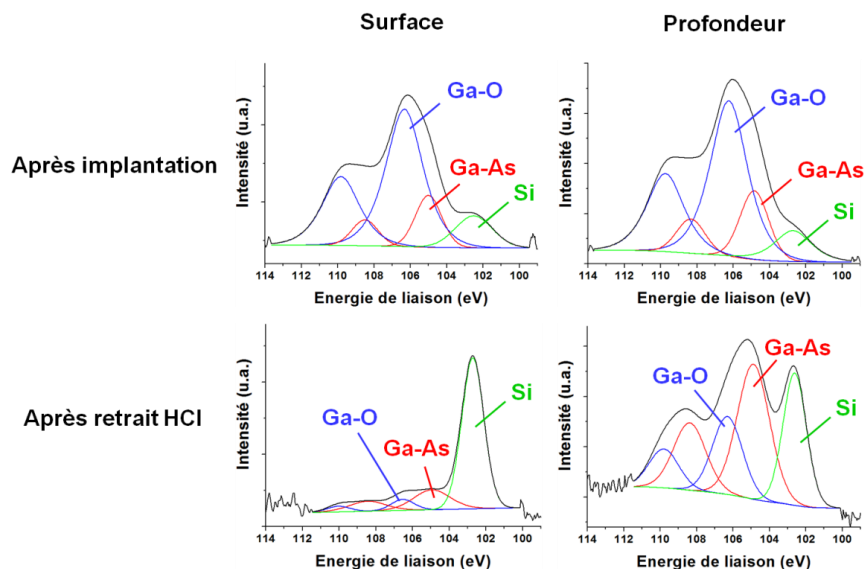 Surface
Profondeur
Après implantation
Intensité (u.a.)
Ga-O
Ga-As
Si
114 112 110 108 106 104 102 100
Energie de liaison (eV)
Intensité (u.a.)
Ga-O
Ga-As
Si
114 112 110 108 106 104 102 100
Energie de liaison (eV)
Après retrait HCl
Intensité (u.a.)
Ga-O
Ga-As
Si
114 112 110 108 106 104 102 100
Energie de liaison (eV)
Intensité (u.a.)
Ga-O
Ga-As
Si
114 112 110 108 106 104 102 100
Energie de liaison (eV)